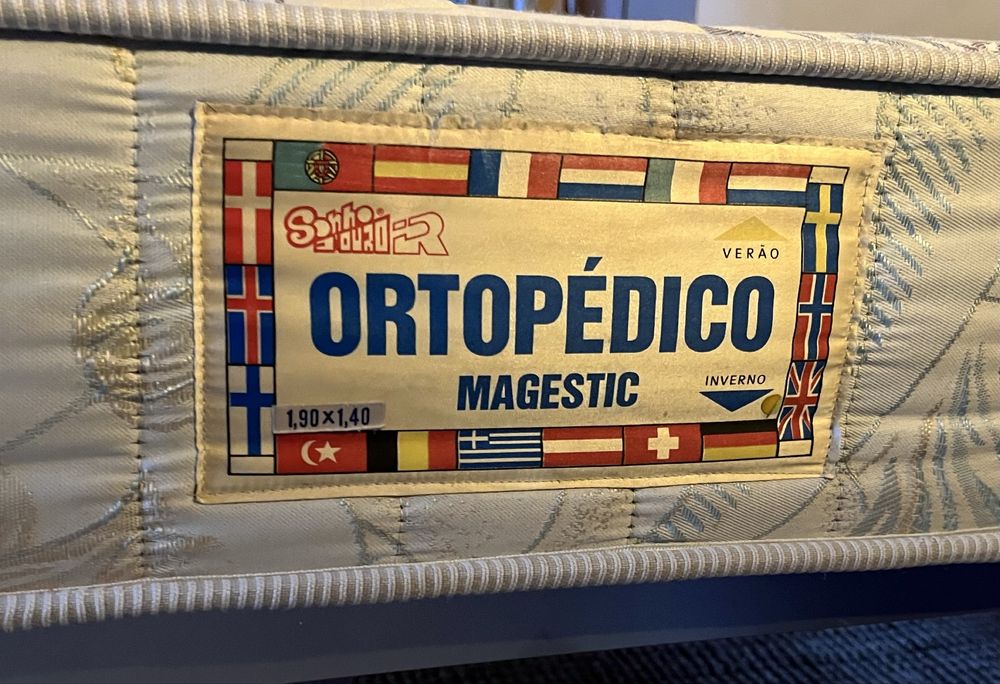 VERÃO
ORTOPÉDICO
MAGESTIC
INVERNO
1,90×1,40